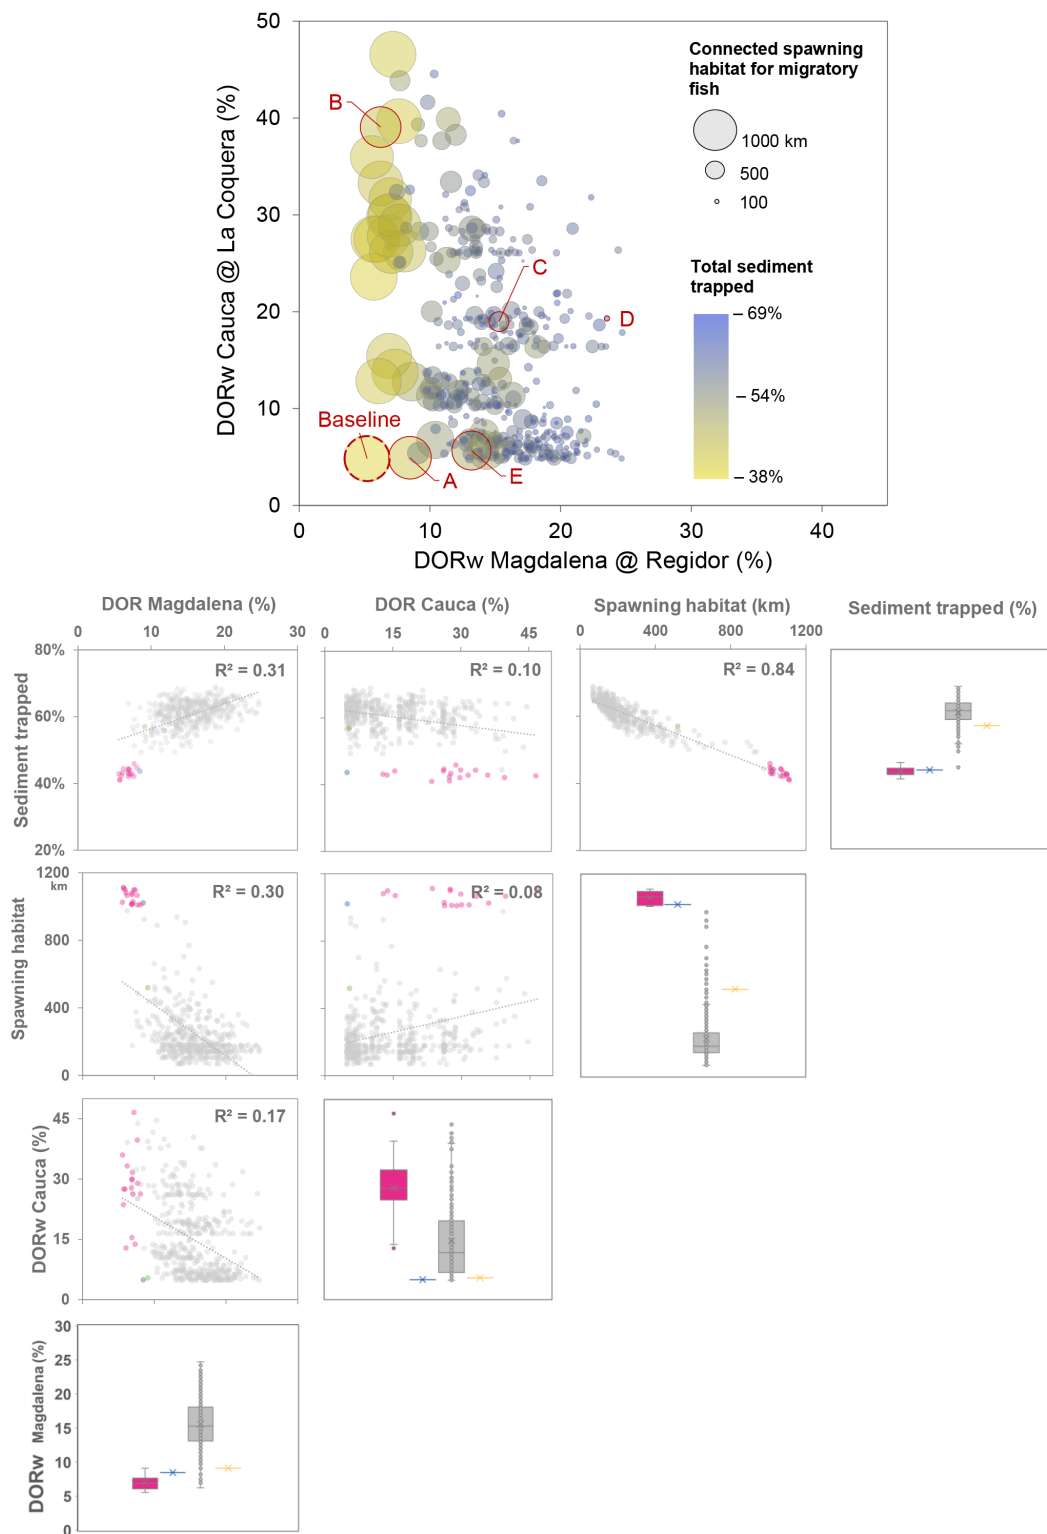 50
40
30
20
10
0
0
10
20
30
40
DORw Cauca @ La Coquera (%)
DORw Magdalena @ Regidor (%)
Connected spawning
habitat for migratory
fish
1000 km
500
100
Total sediment
trapped
69%
54%
38%
B
C
D
Baseline
A
E
DOR Magdalena (%)
DOR Cauca (%)
Spawning habitat (km)
Sediment trapped (%)
0
10
20
30
0
15
30
45
0
400
800
1200
80%
60%
40%
20%
Sediment trapped
R² = 0.31
R² = 0.10
R² = 0.84
1200
km
800
400
0
Spawning habitat
R² = 0.30
R² = 0.08
45
30
15
0
DORw Cauca (%)
R² = 0.17
30
25
20
15
10
5
0
DORw Magdalena (%)